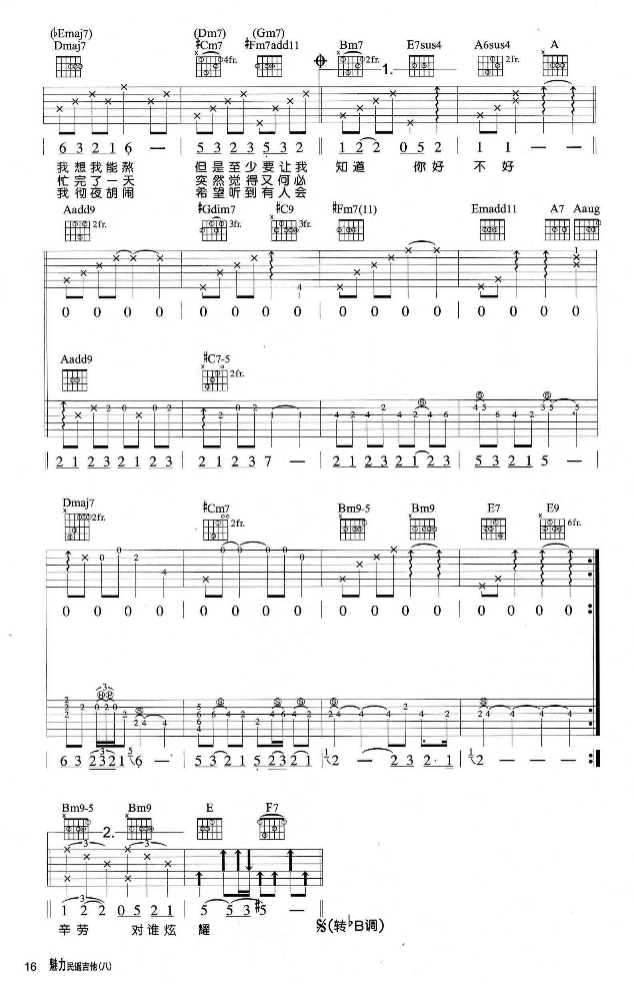 (♭Emaj7) (Dm7) (Gm7)
Dmaj7 ♯Cm7 ♯Fm7add11 Bm7 E7sus4 A6sus4 A
4fr. 2fr. 2fr.
1.
6 3 2 1 6 — 5 3 2 3 5 3 2 3 1 2 2 0 5 2 1 1 — —
我 想 我 能 熬 但 是 至 少 要 让 我 知 道 你 好 不 好
忙 完 了 一 天 突 然 觉 得 又 何 必
我 彻 夜 胡 闹 希 望 听 到 有 人 会
Aadd9 ♯Gdim7 ♯C9 ♯Fm7(11) Emadd11 A7 Aaug
2fr. 3fr. 3fr.
0 0 0 0 0 0 0 0 0 0 0 0 0 0 0 0
Aadd9 ♯C7-5
2fr.
2 1 2 3 2 1 2 3 2 1 2 3 7 — 2 1 2 3 2 1 2 3 5 3 2 1 5 —
Dmaj7 ♯Cm7 Bm9-5 Bm9 E7 E9
2fr. 2fr. 6fr.
0 0 0 0 0 0 0 0 0 0 0 0 0 0 0 0
6 3 2 3 2 1 6 — 5 3 2 1 5 2 3 2 1 2 — 2 3 2 · 1 2 — — —
Bm9-5 Bm9 E F7
2.
1 2 2 0 5 2 1 5 5 3 ♯5 —
辛 劳 对 谁 炫 耀
(转♭B调)
16 魅力民谣吉他(八)